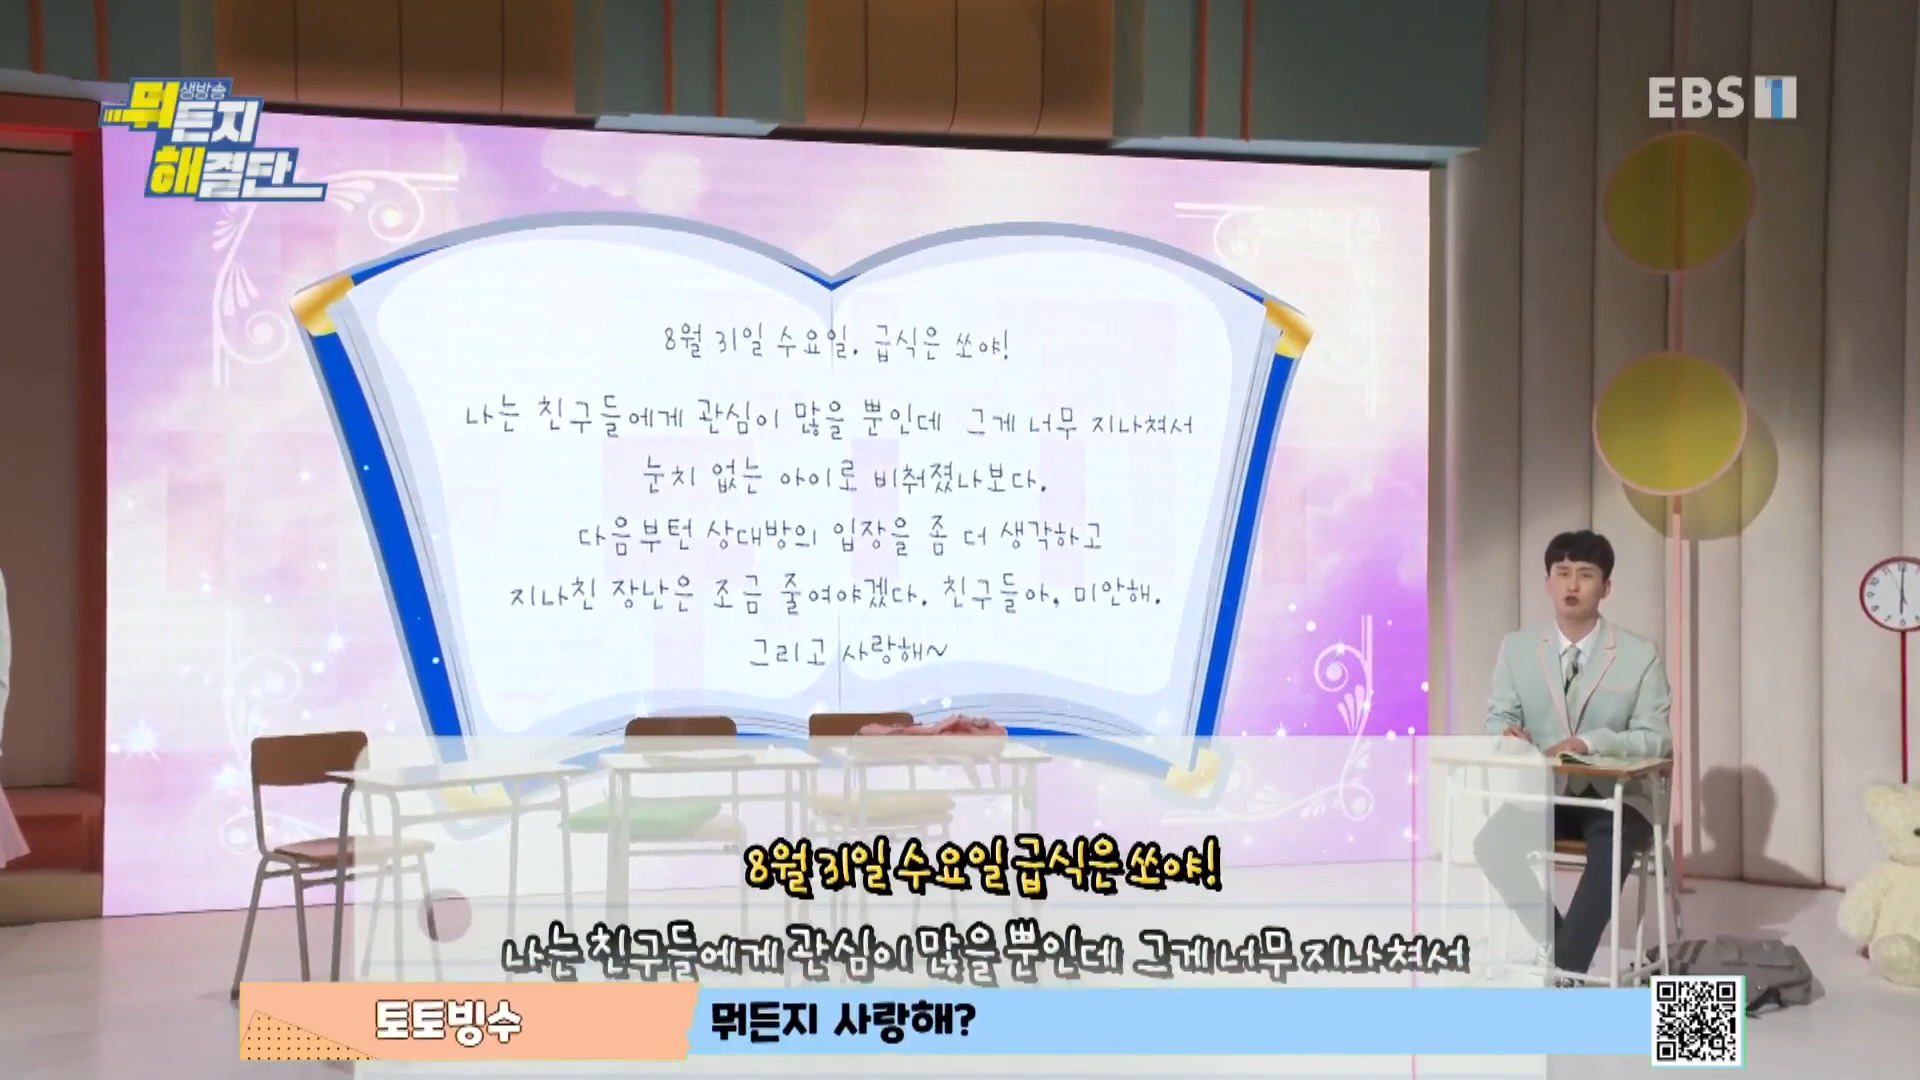 생방송
뭐든지
해결단
EBS 1
8월 31일 수요일. 급식은 쏘야!
나는 친구들에게 관심이 많을 뿐인데 그게 너무 지나쳐서
눈치 없는 아이로 비춰졌나보다.
다음부턴 상대방의 입장을 좀 더 생각하고
지나친 장난은 조금 줄여야겠다. 친구들아, 미안해.
그리고 사랑해~
8월 31일 수요일 급식은 쏘야!
나는 친구들에게 관심이 많을 뿐인데 그게 너무 지나쳐서
토토빙수 뭐든지 사랑해?